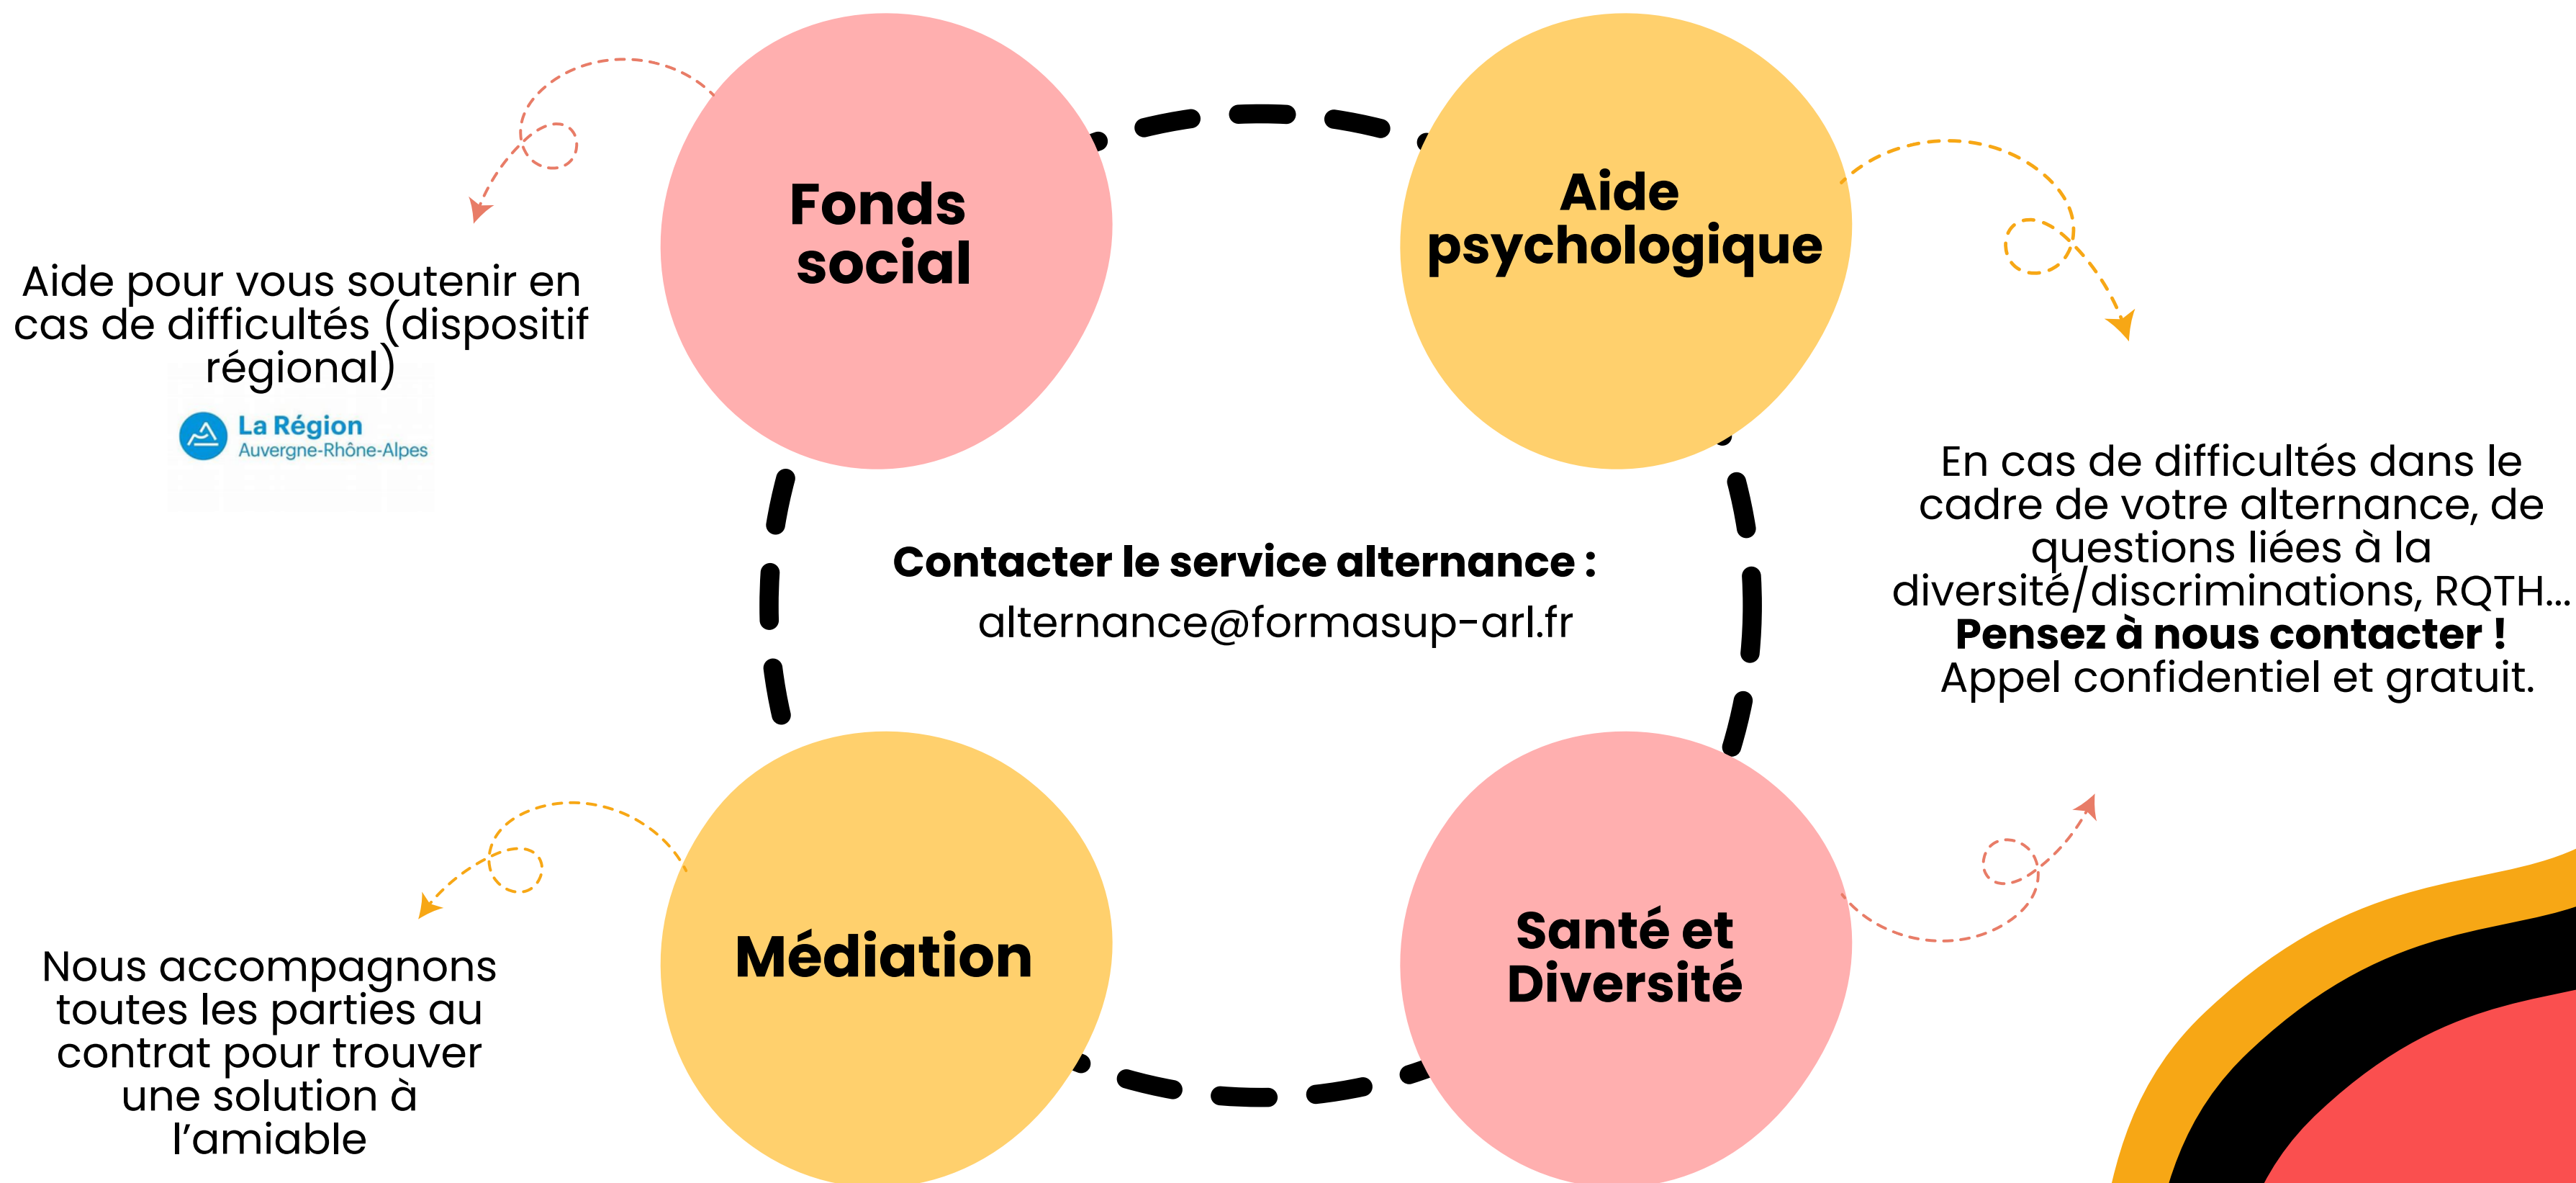 Fonds
social
Aide
psychologique
Aide pour vous soutenir en
cas de difficultés (dispositif
régional)
La Région
Auvergne-Rhône-Alpes
En cas de difficultés dans le
cadre de votre alternance, de
questions liées à la
diversité/discriminations, RQTH...
Pensez à nous contacter !
Appel confidentiel et gratuit.
Contacter le service alternance :
alternance@formasup-arl.fr
Médiation
Santé et
Diversité
Nous accompagnons
toutes les parties au
contrat pour trouver
une solution à
l'amiable